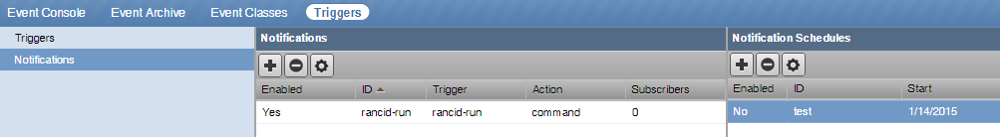 Event Console Event Archive Event Classes Triggers
Triggers
Notifications
Notifications
Enabled ID Trigger Action Subscribers
Yes rancid-run rancid-run command 0
Notification Schedules
Enabled ID Start
No test 1/14/2015